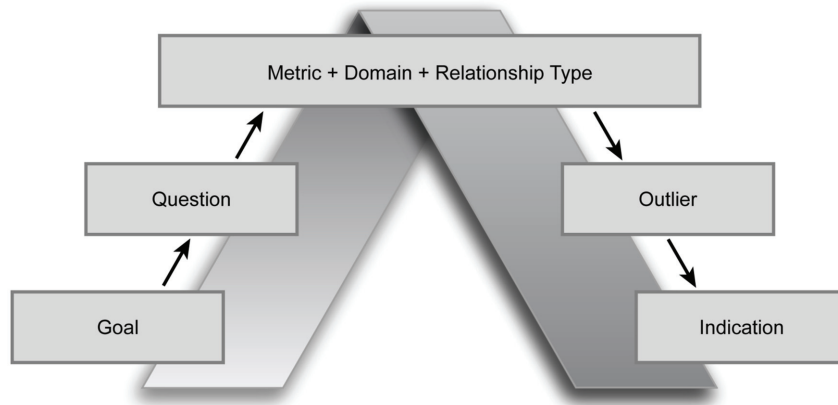 Metric + Domain + Relationship Type
Question
Outlier
Goal
Indication